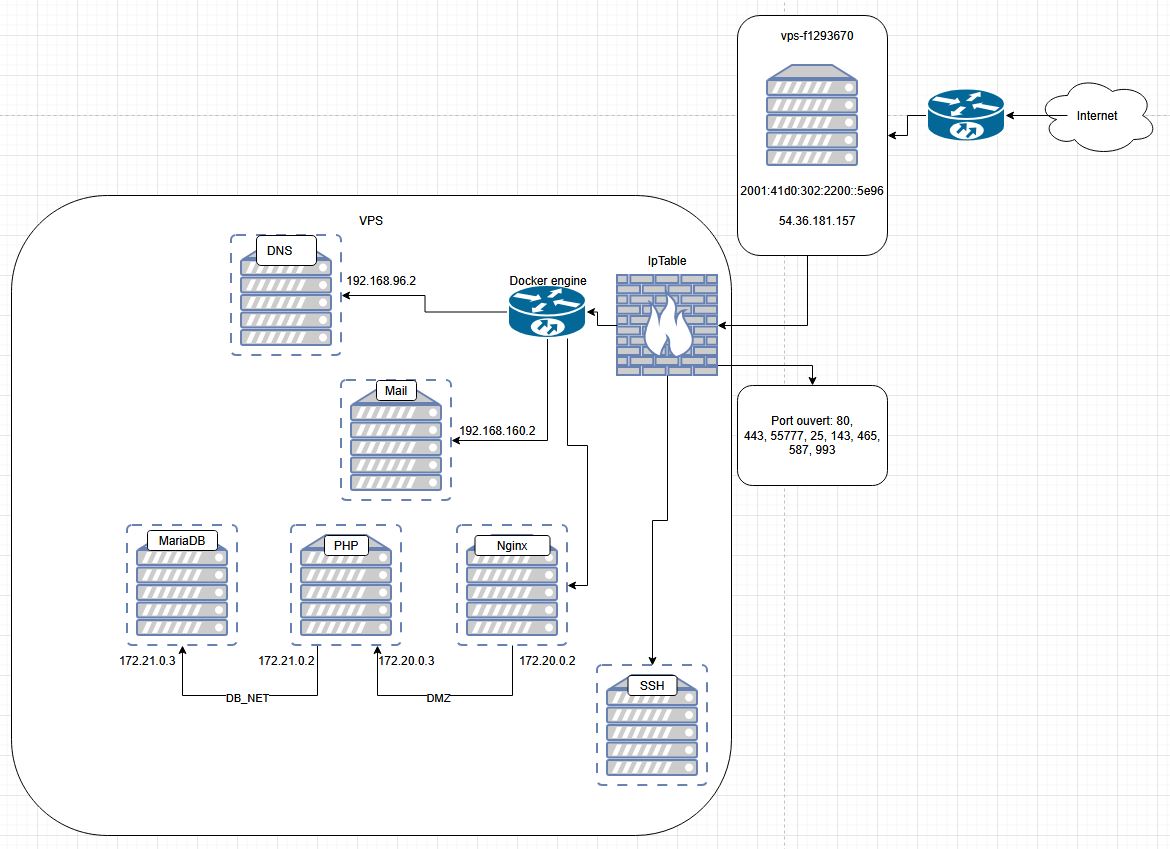 vps-f1293670
Internet
2001:41d0:302:2200::5e96
54.36.181.157
VPS
DNS
192.168.96.2
Docker engine
IpTable
Mail
192.168.160.2
Port ouvert: 80,
443, 55777, 25, 143, 465,
587, 993
MariaDB
PHP
Nginx
172.21.0.3
172.21.0.2
172.20.0.3
172.20.0.2
DB_NET
DMZ
SSH